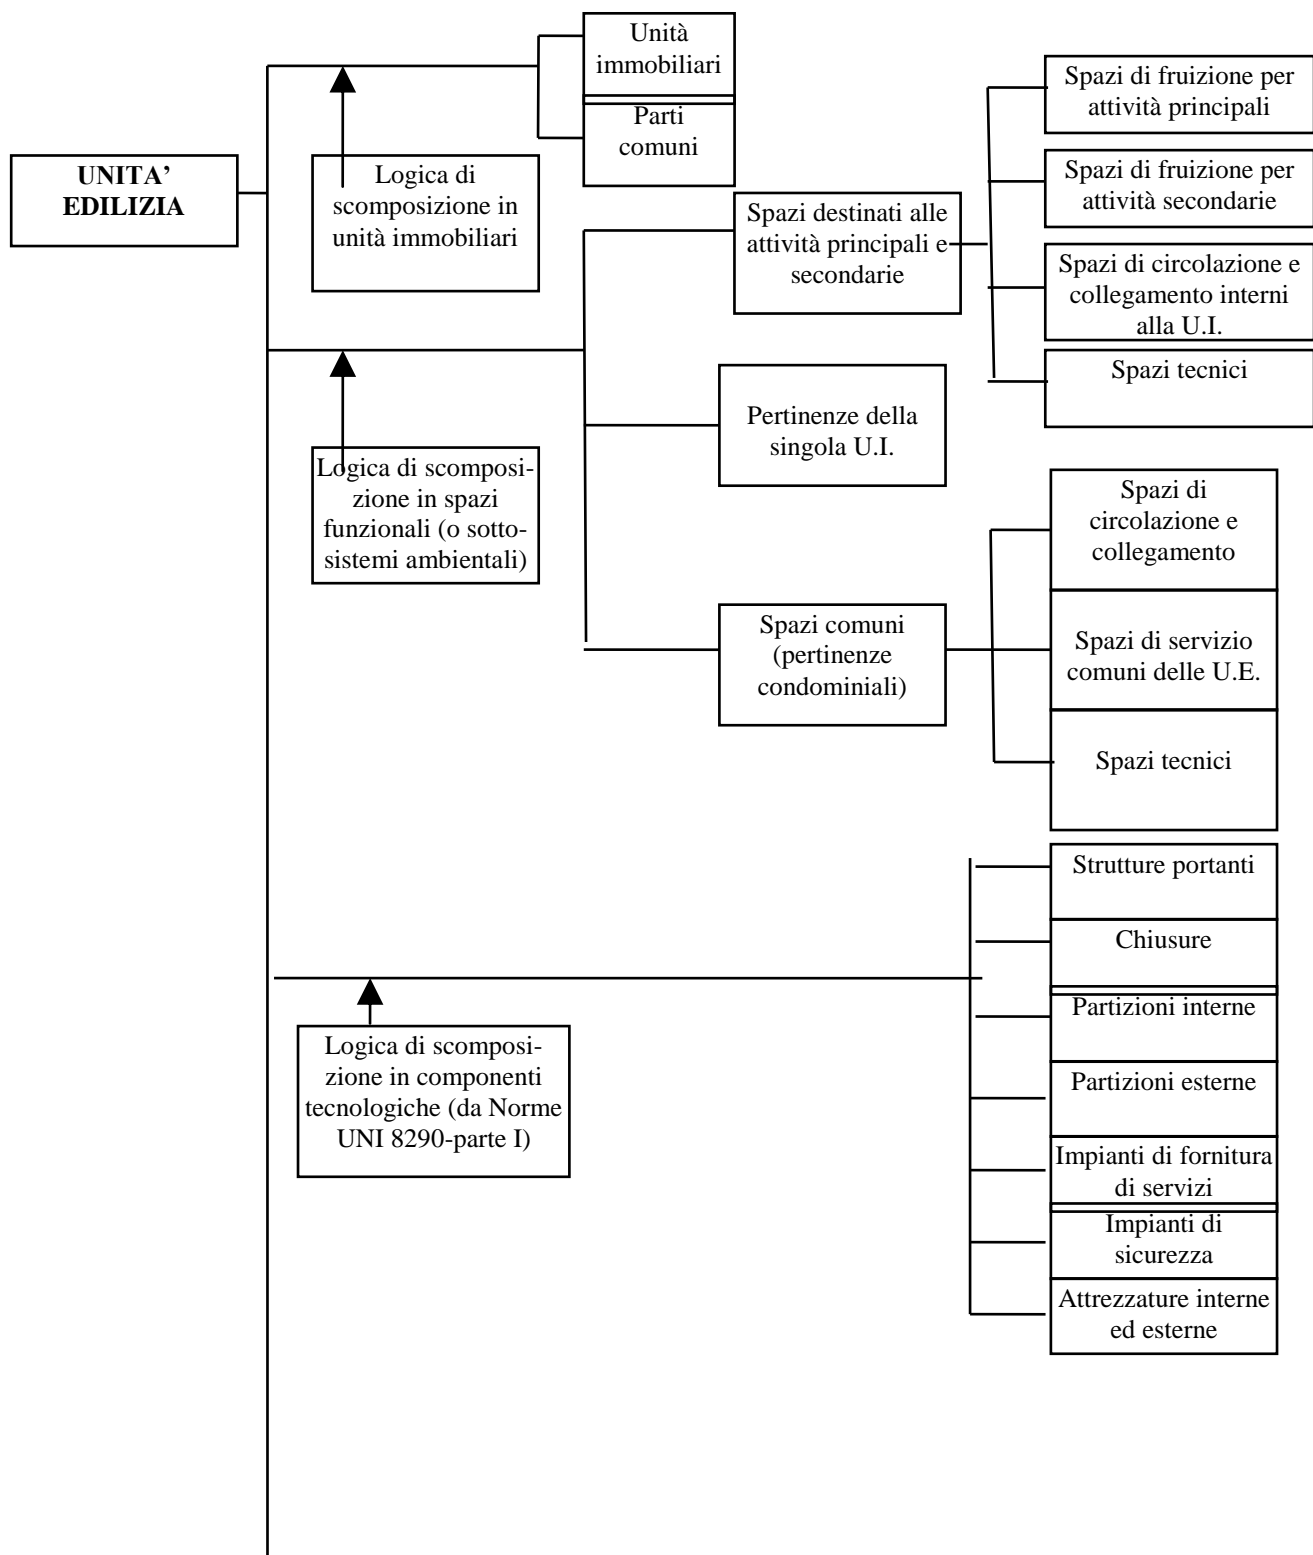 UNITA’
EDILIZIA
Logica di
scomposizione in
unità immobiliari
Unità
immobiliari
Parti
comuni
Logica di scomposi-
zione in spazi
funzionali (o sotto-
sistemi ambientali)
Spazi destinati alle
attività principali e
secondarie
Spazi di fruizione per
attività principali
Spazi di fruizione per
attività secondarie
Spazi di circolazione e
collegamento interni
alla U.I.
Spazi tecnici
Pertinenze della
singola U.I.
Spazi comuni
(pertinenze
condominiali)
Spazi di
circolazione e
collegamento
Spazi di servizio
comuni delle U.E.
Spazi tecnici
Logica di scomposi-
zione in componenti
tecnologiche (da Norme
UNI 8290-parte I)
Strutture portanti
Chiusure
Partizioni interne
Partizioni esterne
Impianti di fornitura
di servizi
Impianti di
sicurezza
Attrezzature interne
ed esterne